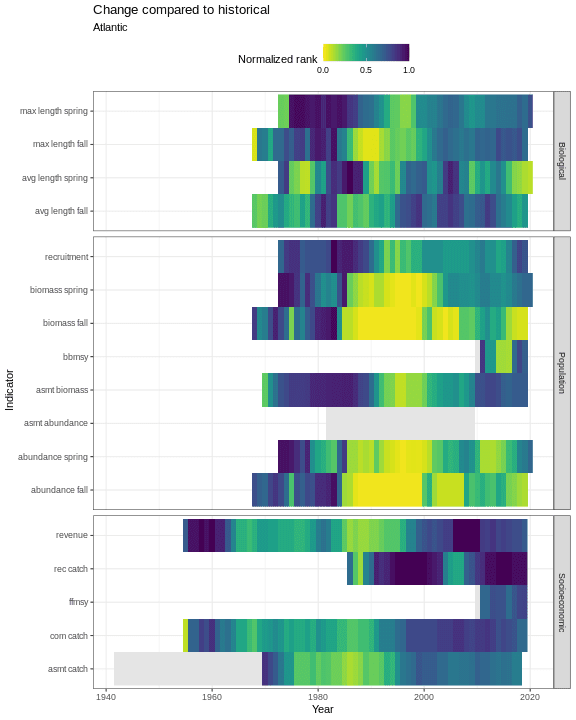 Change compared to historical
Atlantic
Normalized rank
0.0 0.5 1.0
max length spring
max length fall
avg length spring
avg length fall
Biological
recruitment
biomass spring
biomass fall
bbmsy
asmt biomass
asmt abundance
abundance spring
abundance fall
Population
revenue
rec catch
ffmsy
com catch
asmt catch
Socioeconomic
Indicator
1940 1960 1980 2000 2020
Year